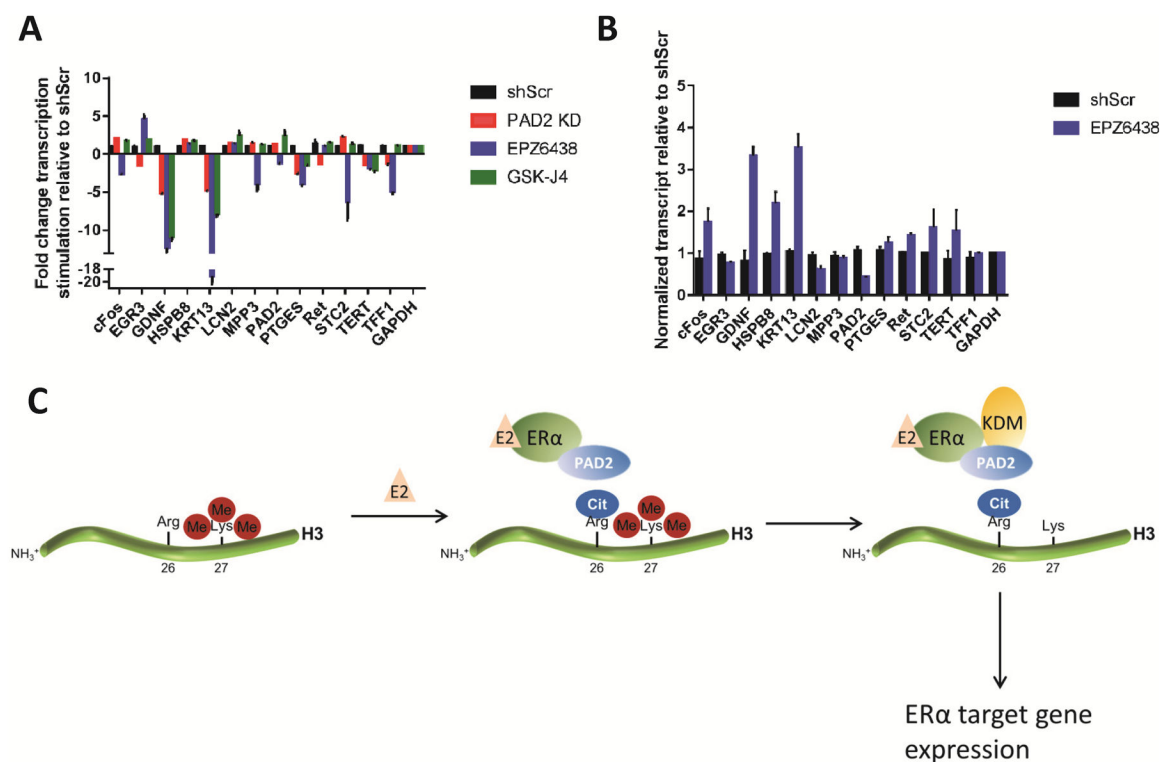 A
Fold change transcription
stimulation relative to shScr
10
5
0
-5
-10
-18
-20
cFos
EGR3
GDNF
HSPB8
KRT13
LCN2
MPP3
PAD2
PTGES
Ret
STC2
TERT
TFF1
GAPDH
shScr
PAD2 KD
EPZ6438
GSK-J4
B
Normalized transcript relative to shScr
5
4
3
2
1
0
cFos
EGR3
GDNF
HSPB8
KRT13
LCN2
MPP3
PAD2
PTGES
Ret
STC2
TERT
TFF1
GAPDH
shScr
EPZ6438
C
Arg
Me
Me
Lys
Me
H3
NH₃⁺
26
27
E2
E2
ERα
PAD2
Cit
Arg
Me
Me
Lys
Me
H3
NH₃⁺
26
27
KDM
E2
ERα
PAD2
Cit
Arg
Lys
H3
NH₃⁺
26
27
ERα target gene
expression